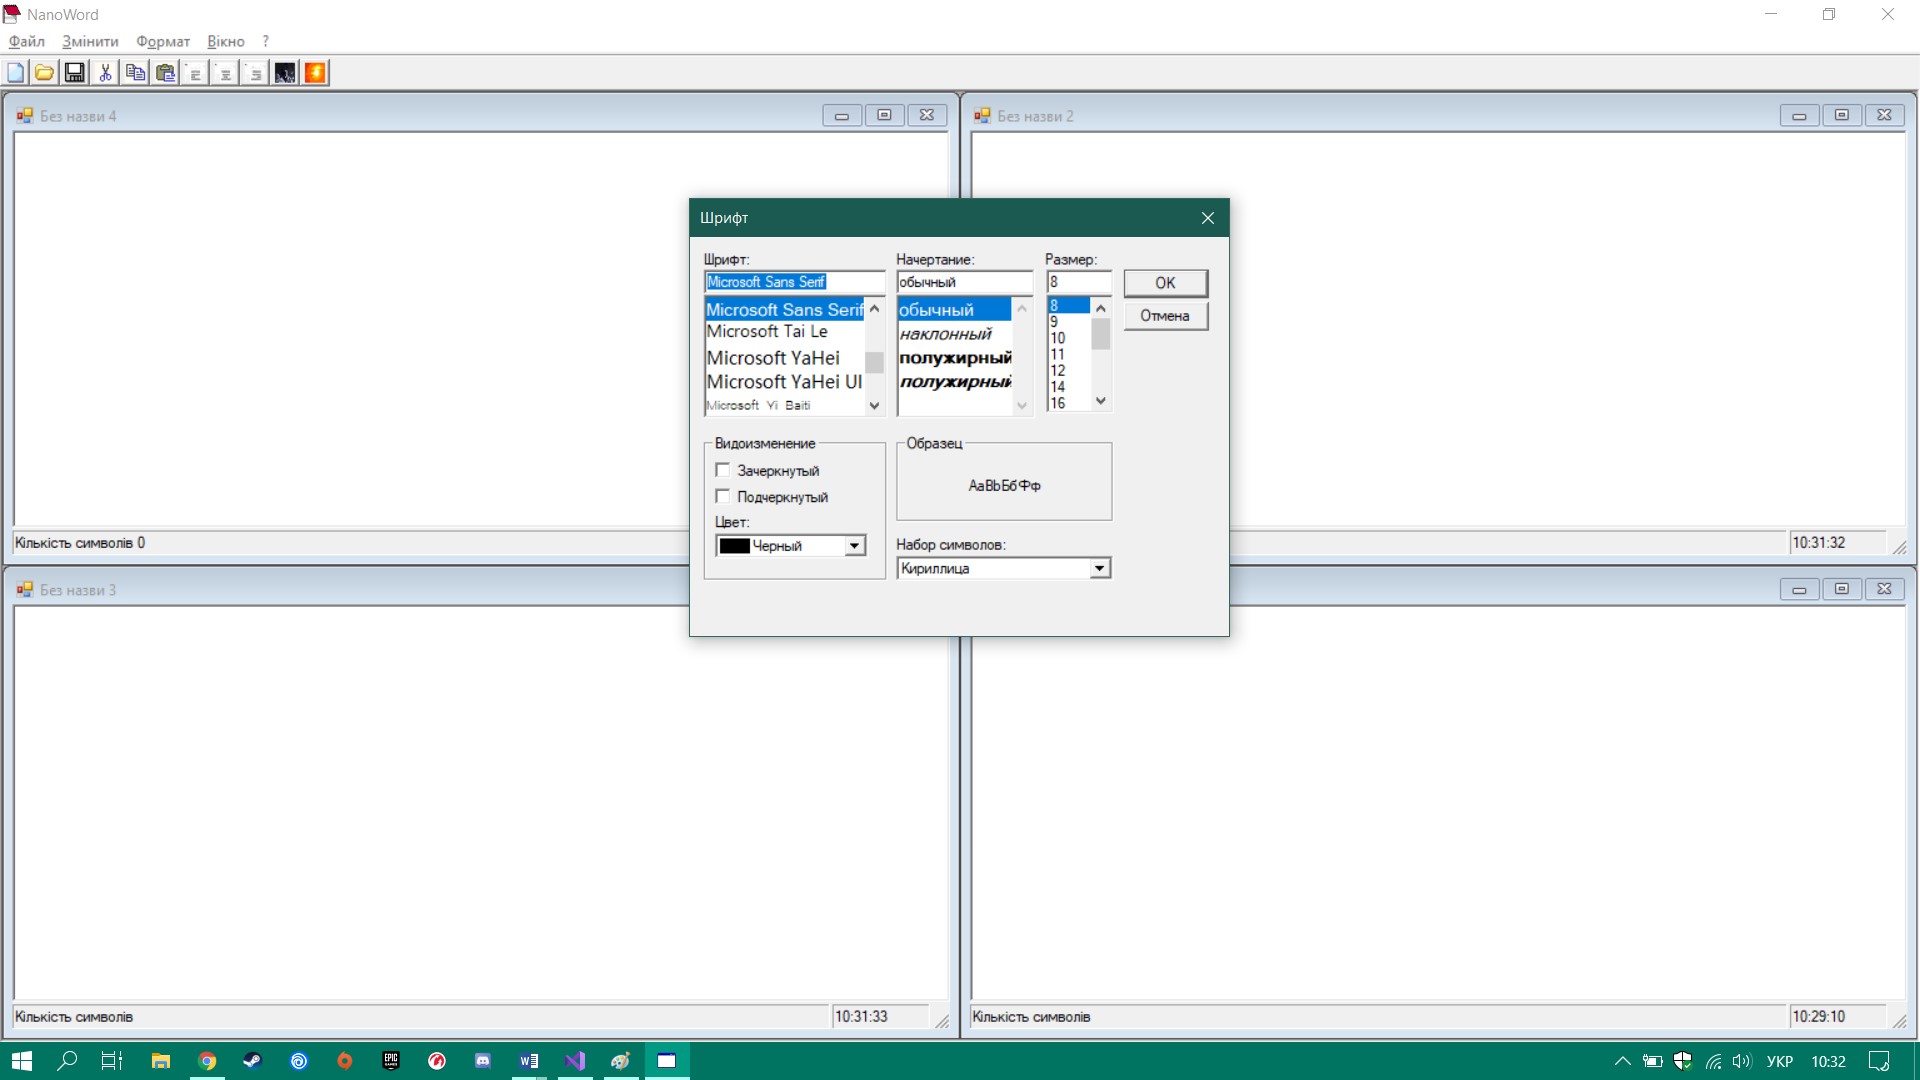 NanoWord
Файл Змінити Формат Вікно ?
Без назви 4
Без назви 2
Шрифт
Шрифт:
Начертание:
Размер:
Microsoft Sans Serif
обычный
8
OK
Microsoft Sans Serif
Microsoft Tai Le
Microsoft YaHei
Microsoft YaHei UI
Microsoft Yi Baiti
обычный
наклонный
полужирный
полужирный
8
9
10
11
12
14
16
Отмена
Видоизменение
Зачеркнутый
Подчеркнутый
Цвет:
Черный
Образец
АаBbБбФф
Набор символов:
Кириллица
Кількість символів 0
10:31:32
Без назви 3
Кількість символів
10:31:33
Кількість символів
10:29:10
EPIC
GAMES
УКР
10:32